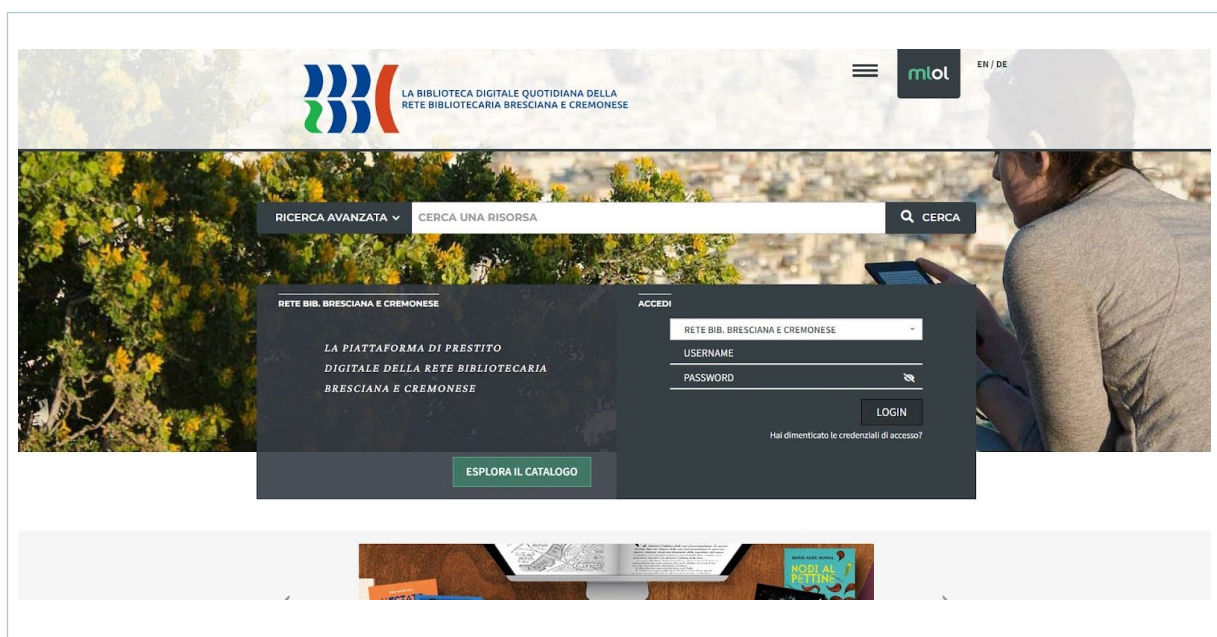 LA BIBLIOTECA DIGITALE QUOTIDIANA DELLA
RETE BIBLIOTECARIA BRESCIANA E CREMONESE
mlol
EN / DE
RICERCA AVANZATA
CERCA UNA RISORSA
CERCA
RETE BIB. BRESCIANA E CREMONESE
LA PIATTAFORMA DI PRESTITO
DIGITALE DELLA RETE BIBLIOTECARIA
BRESCIANA E CREMONESE
ESPLORA IL CATALOGO
ACCEDI
RETE BIB. BRESCIANA E CREMONESE
USERNAME
PASSWORD
LOGIN
Hai dimenticato le credenziali di accesso?
NODI AL
PETTINE